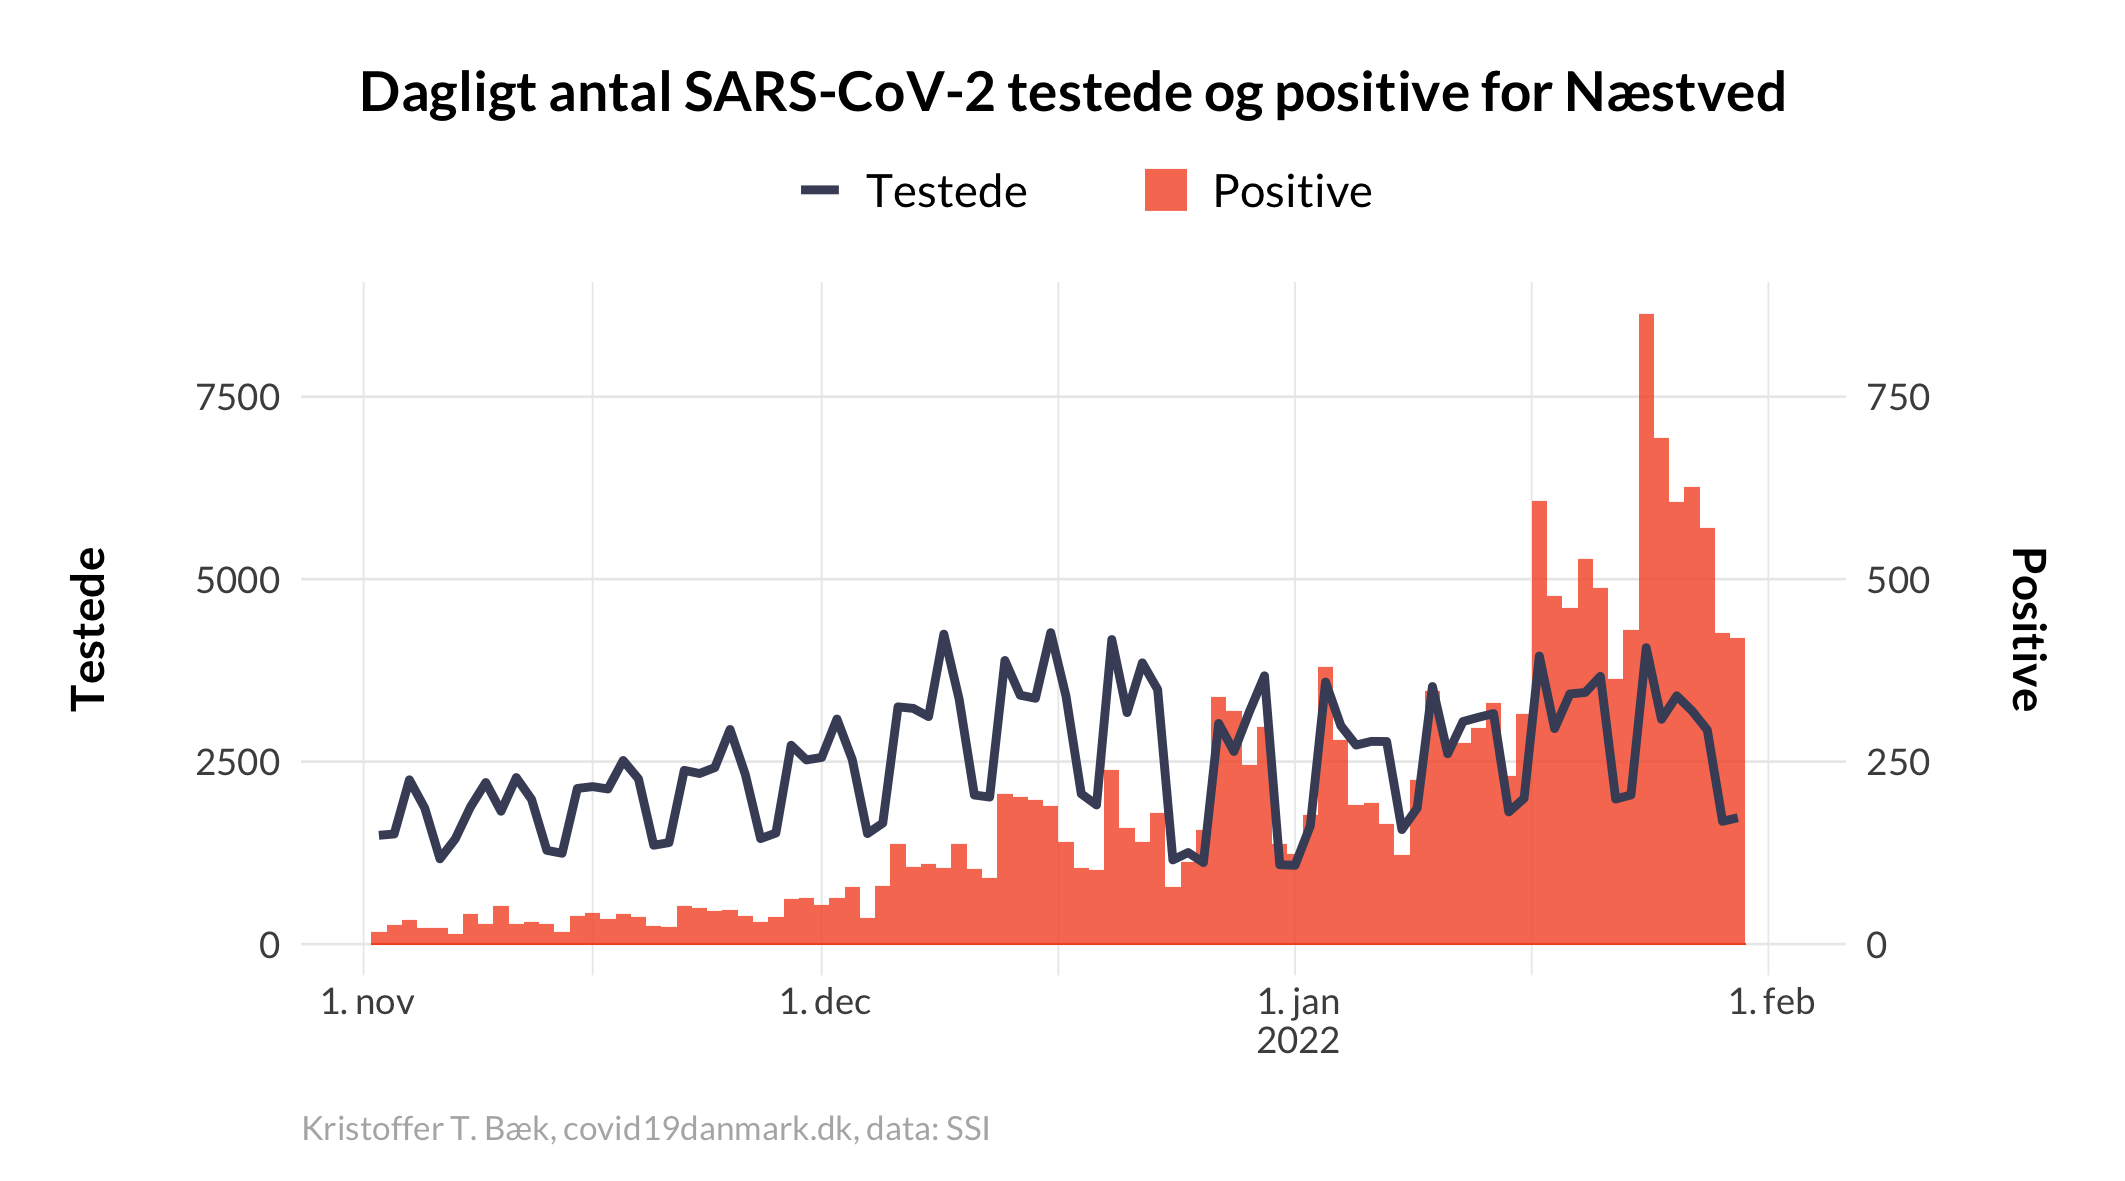 Dagligt antal SARS-CoV-2 testede og positive for Næstved
Testede
Positive
7500
5000
2500
0
Testede
750
500
250
0
Positive
1. nov
1. dec
1. jan
2022
1. feb
Kristoffer T. Bæk, covid19danmark.dk, data: SSI